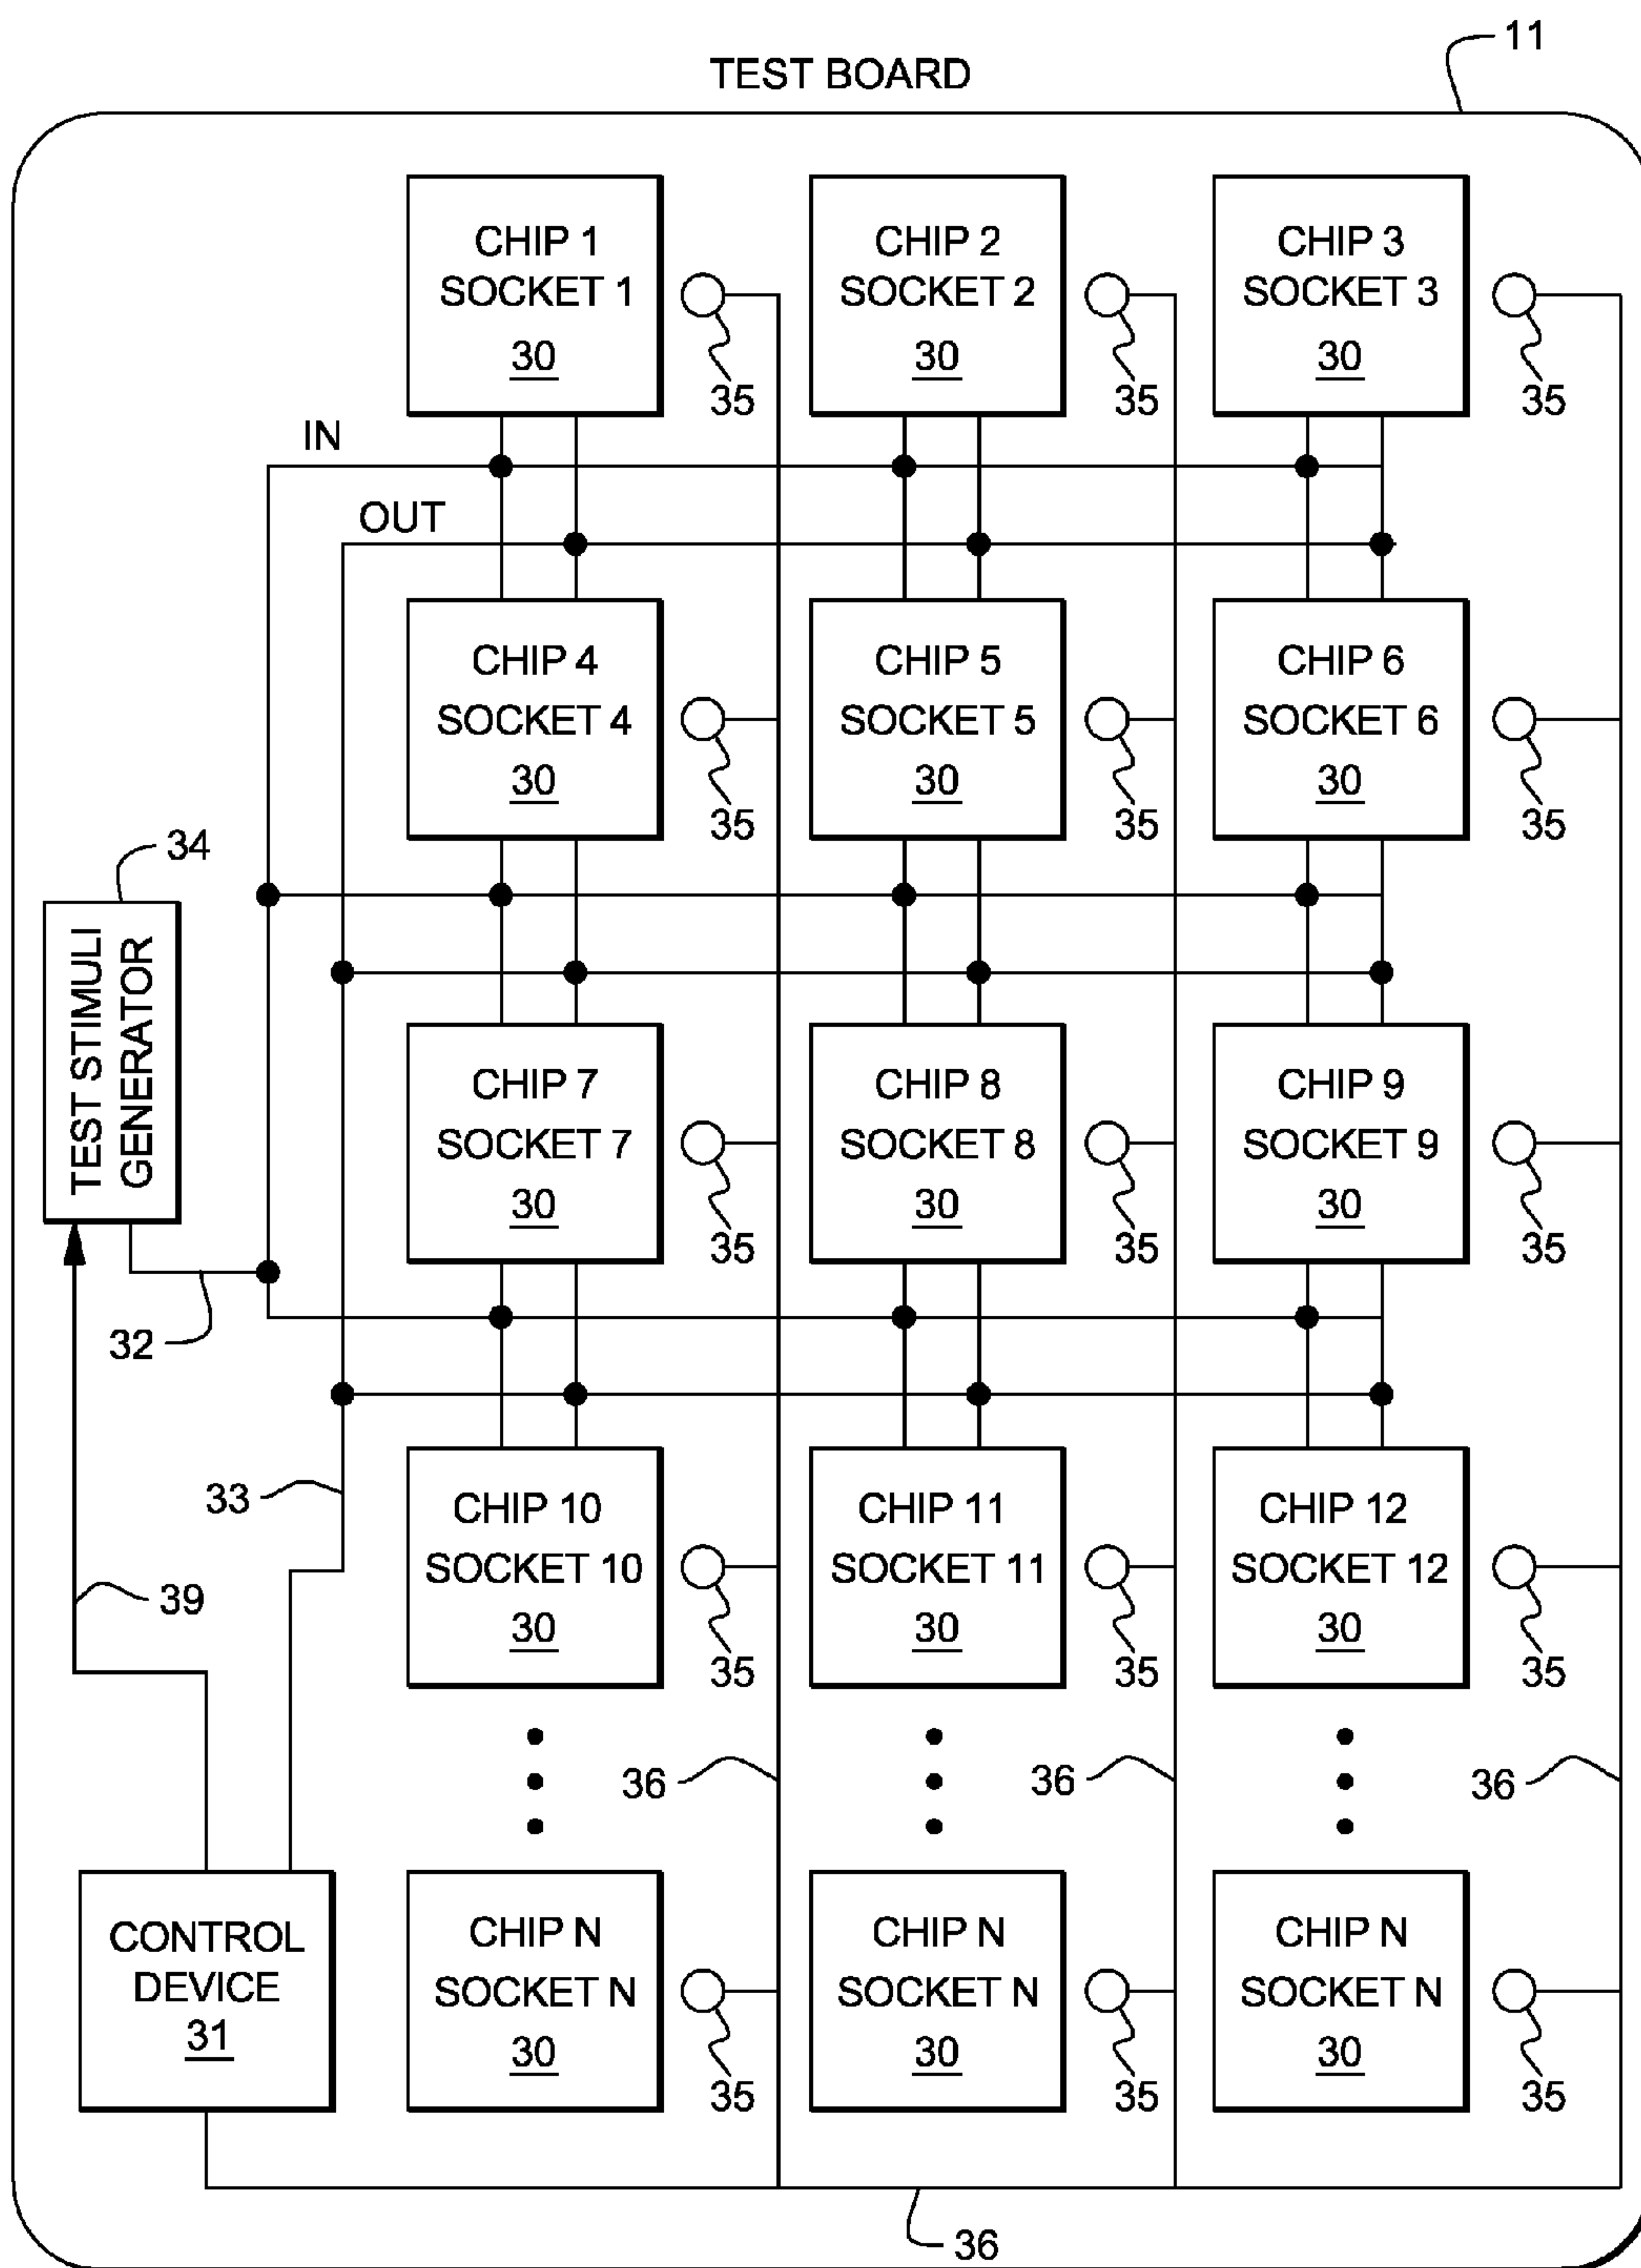 11
TEST BOARD
CHIP 1
SOCKET 1
30
35
CHIP 2
SOCKET 2
30
35
CHIP 3
SOCKET 3
30
35
IN
OUT
CHIP 4
SOCKET 4
30
35
CHIP 5
SOCKET 5
30
35
CHIP 6
SOCKET 6
30
35
34
TEST STIMULI
GENERATOR
32
CHIP 7
SOCKET 7
30
35
CHIP 8
SOCKET 8
30
35
CHIP 9
SOCKET 9
30
35
33
39
CHIP 10
SOCKET 10
30
35
CHIP 11
SOCKET 11
30
35
CHIP 12
SOCKET 12
30
35
36
36
36
CONTROL
DEVICE
31
CHIP N
SOCKET N
30
35
CHIP N
SOCKET N
30
35
CHIP N
SOCKET N
30
35
36